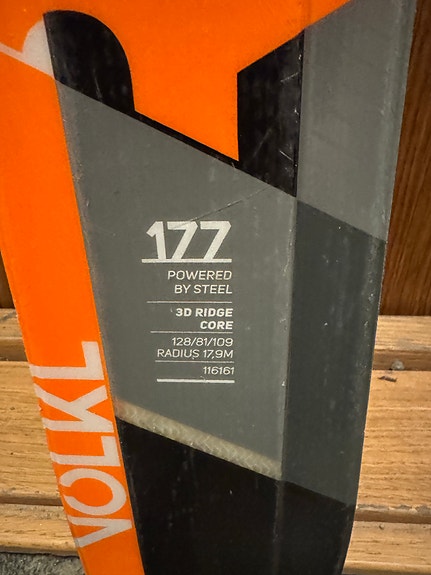 177
POWERED
BY STEEL
3D RIDGE
CORE
128/81/109
RADIUS 17,9M
116161
VOLKL